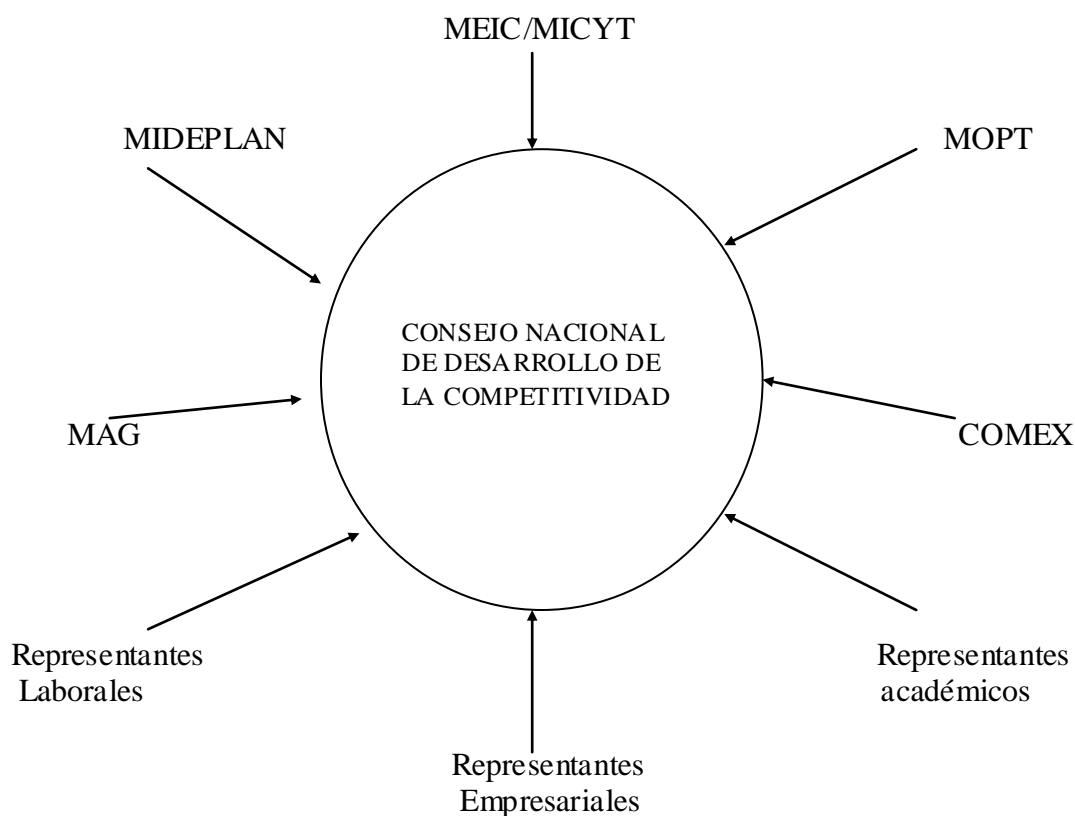 MEIC/MICYT
MIDEPLAN
MOPT
CONSEJO NACIONAL
DE DESARROLLO DE
LA COMPETITIVIDAD
MAG
COMEX
Representantes
Laborales
Representantes
académicos
Representantes
Empresariales